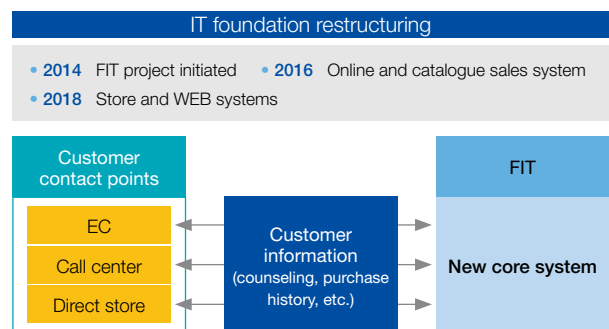 IT foundation restructuring
• 2014 FIT project initiated • 2016 Online and catalogue sales system
• 2018 Store and WEB systems
Customer
contact points
EC
Call center
Direct store
Customer
information
(counseling, purchase
history, etc.)
FIT
New core system